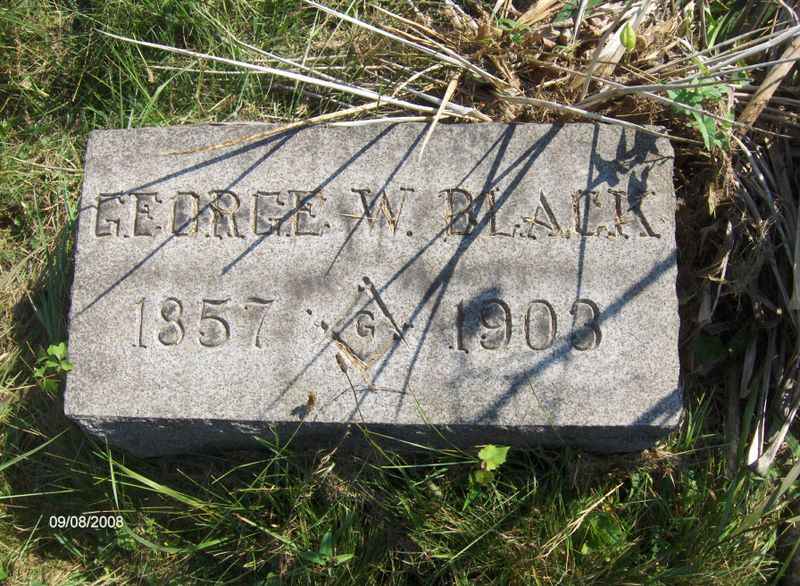 GEORGE W. BLACK
1857 G 1903
09/08/2008